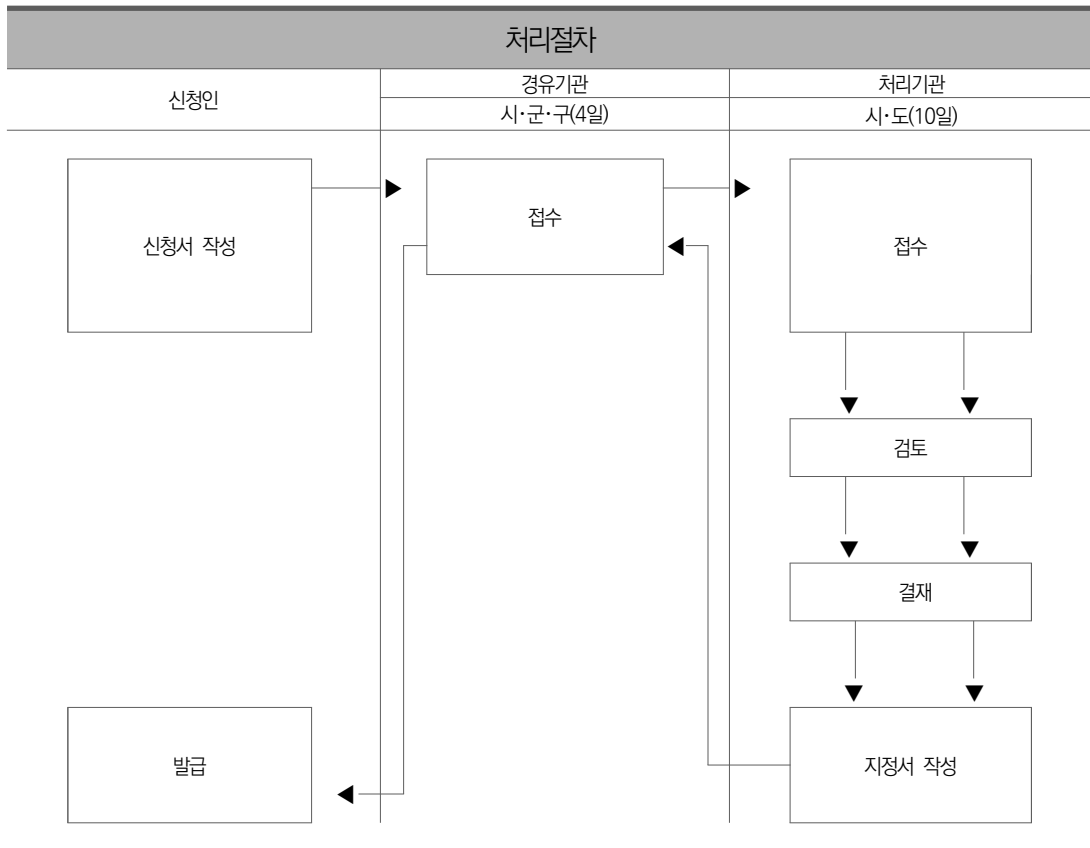 처리절차
신청인
경유기관
처리기관
시·군·구(4일)
시·도(10일)
신청서 작성
접수
접수
검토
결재
발급
지정서 작성